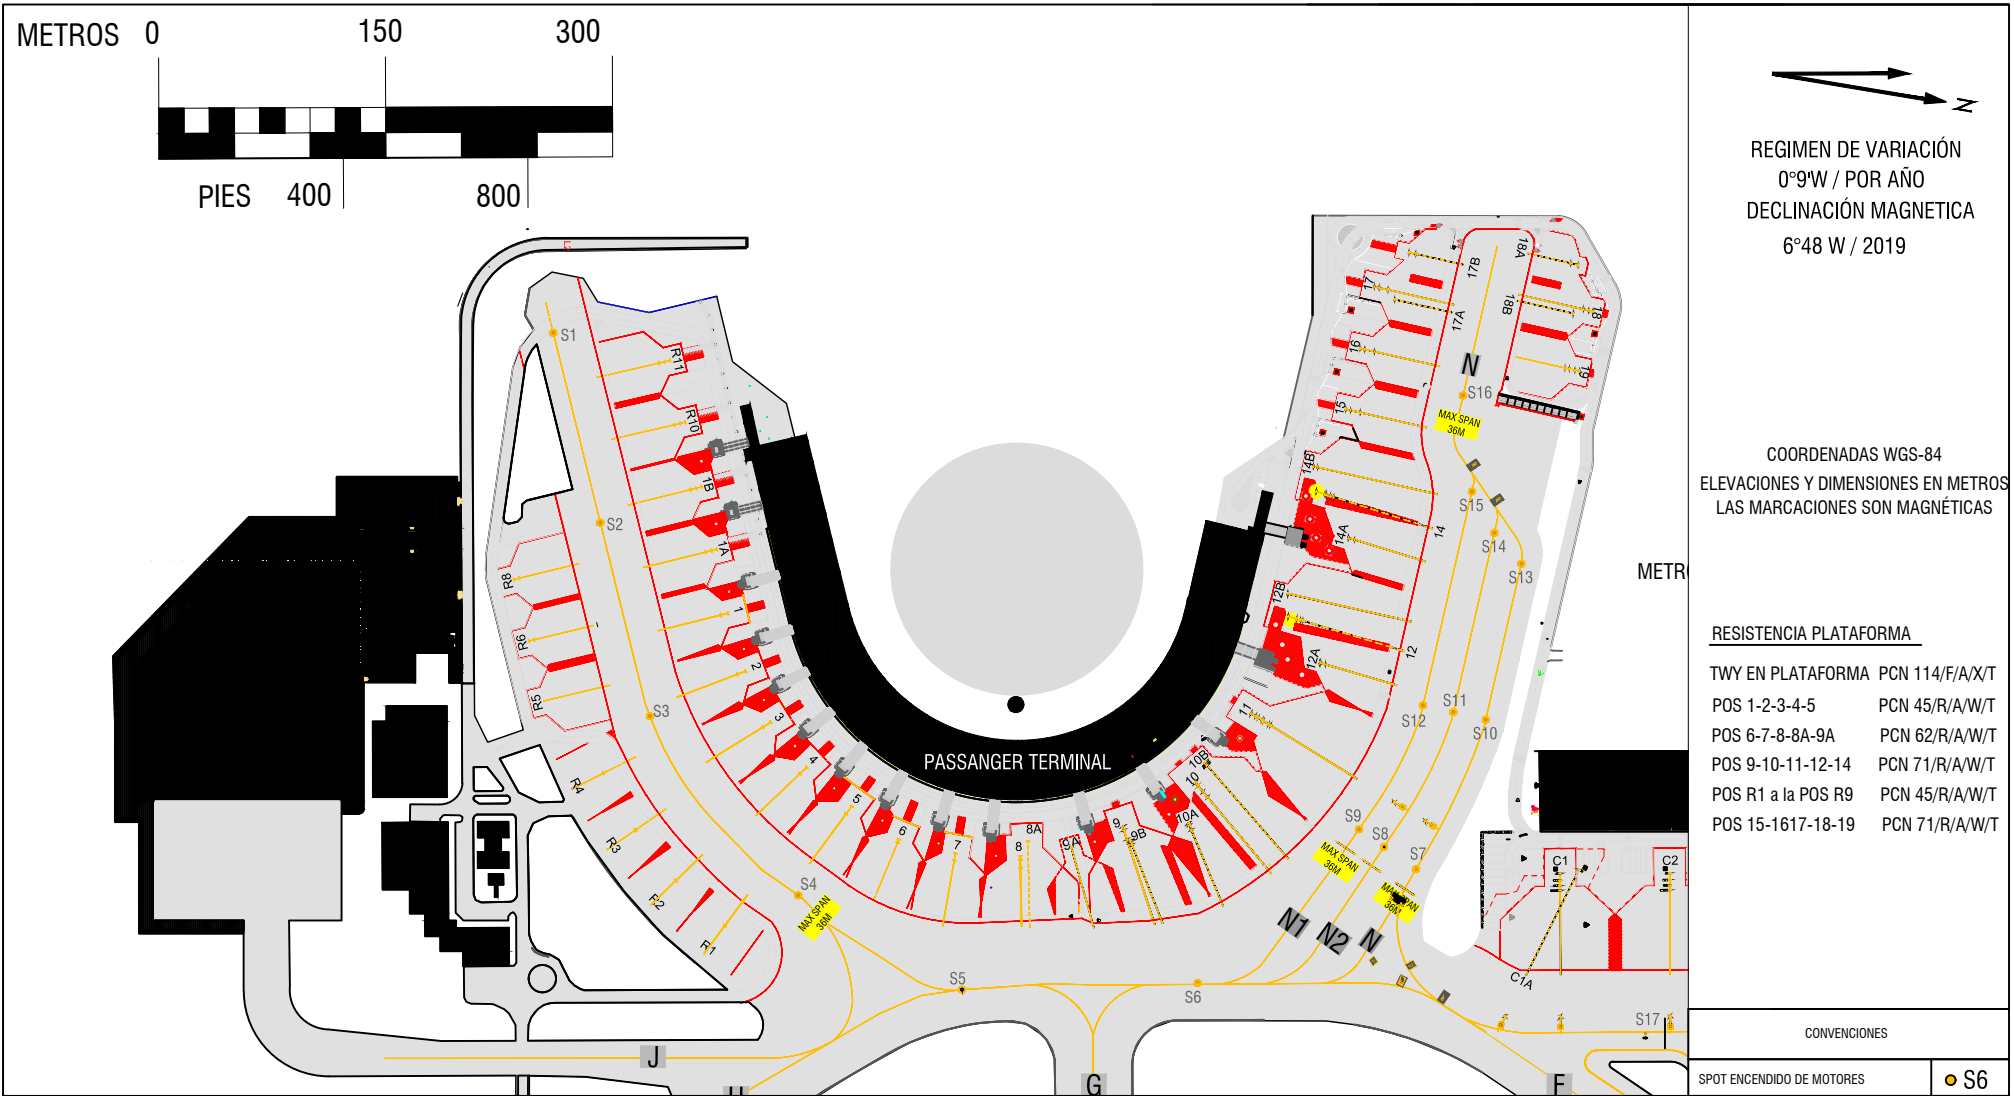 METROS 0 150 300
PIES 400 800
N
REGIMEN DE VARIACIÓN
0°9'W / POR AÑO
DECLINACIÓN MAGNETICA
6°48 W / 2019
COORDENADAS WGS-84
ELEVACIONES Y DIMENSIONES EN METROS
LAS MARCACIONES SON MAGNÉTICAS
METR
RESISTENCIA PLATAFORMA
TWY EN PLATAFORMA PCN 114/F/A/X/T
POS 1-2-3-4-5 PCN 45/R/A/W/T
POS 6-7-8-8A-9A PCN 62/R/A/W/T
POS 9-10-11-12-14 PCN 71/R/A/W/T
POS R1 a la POS R9 PCN 45/R/A/W/T
POS 15-1617-18-19 PCN 71/R/A/W/T
CONVENCIONES
SPOT ENCENDIDO DE MOTORES S6
S1
S2
S3
S4
S5
S6
S7
S8
S9
S10
S11
S12
S13
S14
S15
S16
S17
R11
R10
1B
1A
1
2
3
4
5
6
7
8
8A
9A
9
9B
10A
10
10B
11
12A
12
12B
14A
14
14B
15
16
17A
17
17B
18A
18B
18
19
R8
R6
R5
R4
R3
R2
R1
C1
C2
C1A
PASSANGER TERMINAL
MAX SPAN
36M
MAX SPAN
36M
MAX SPAN
36M
MAX SPAN
36M
N
N1
N2
N
J
G
F